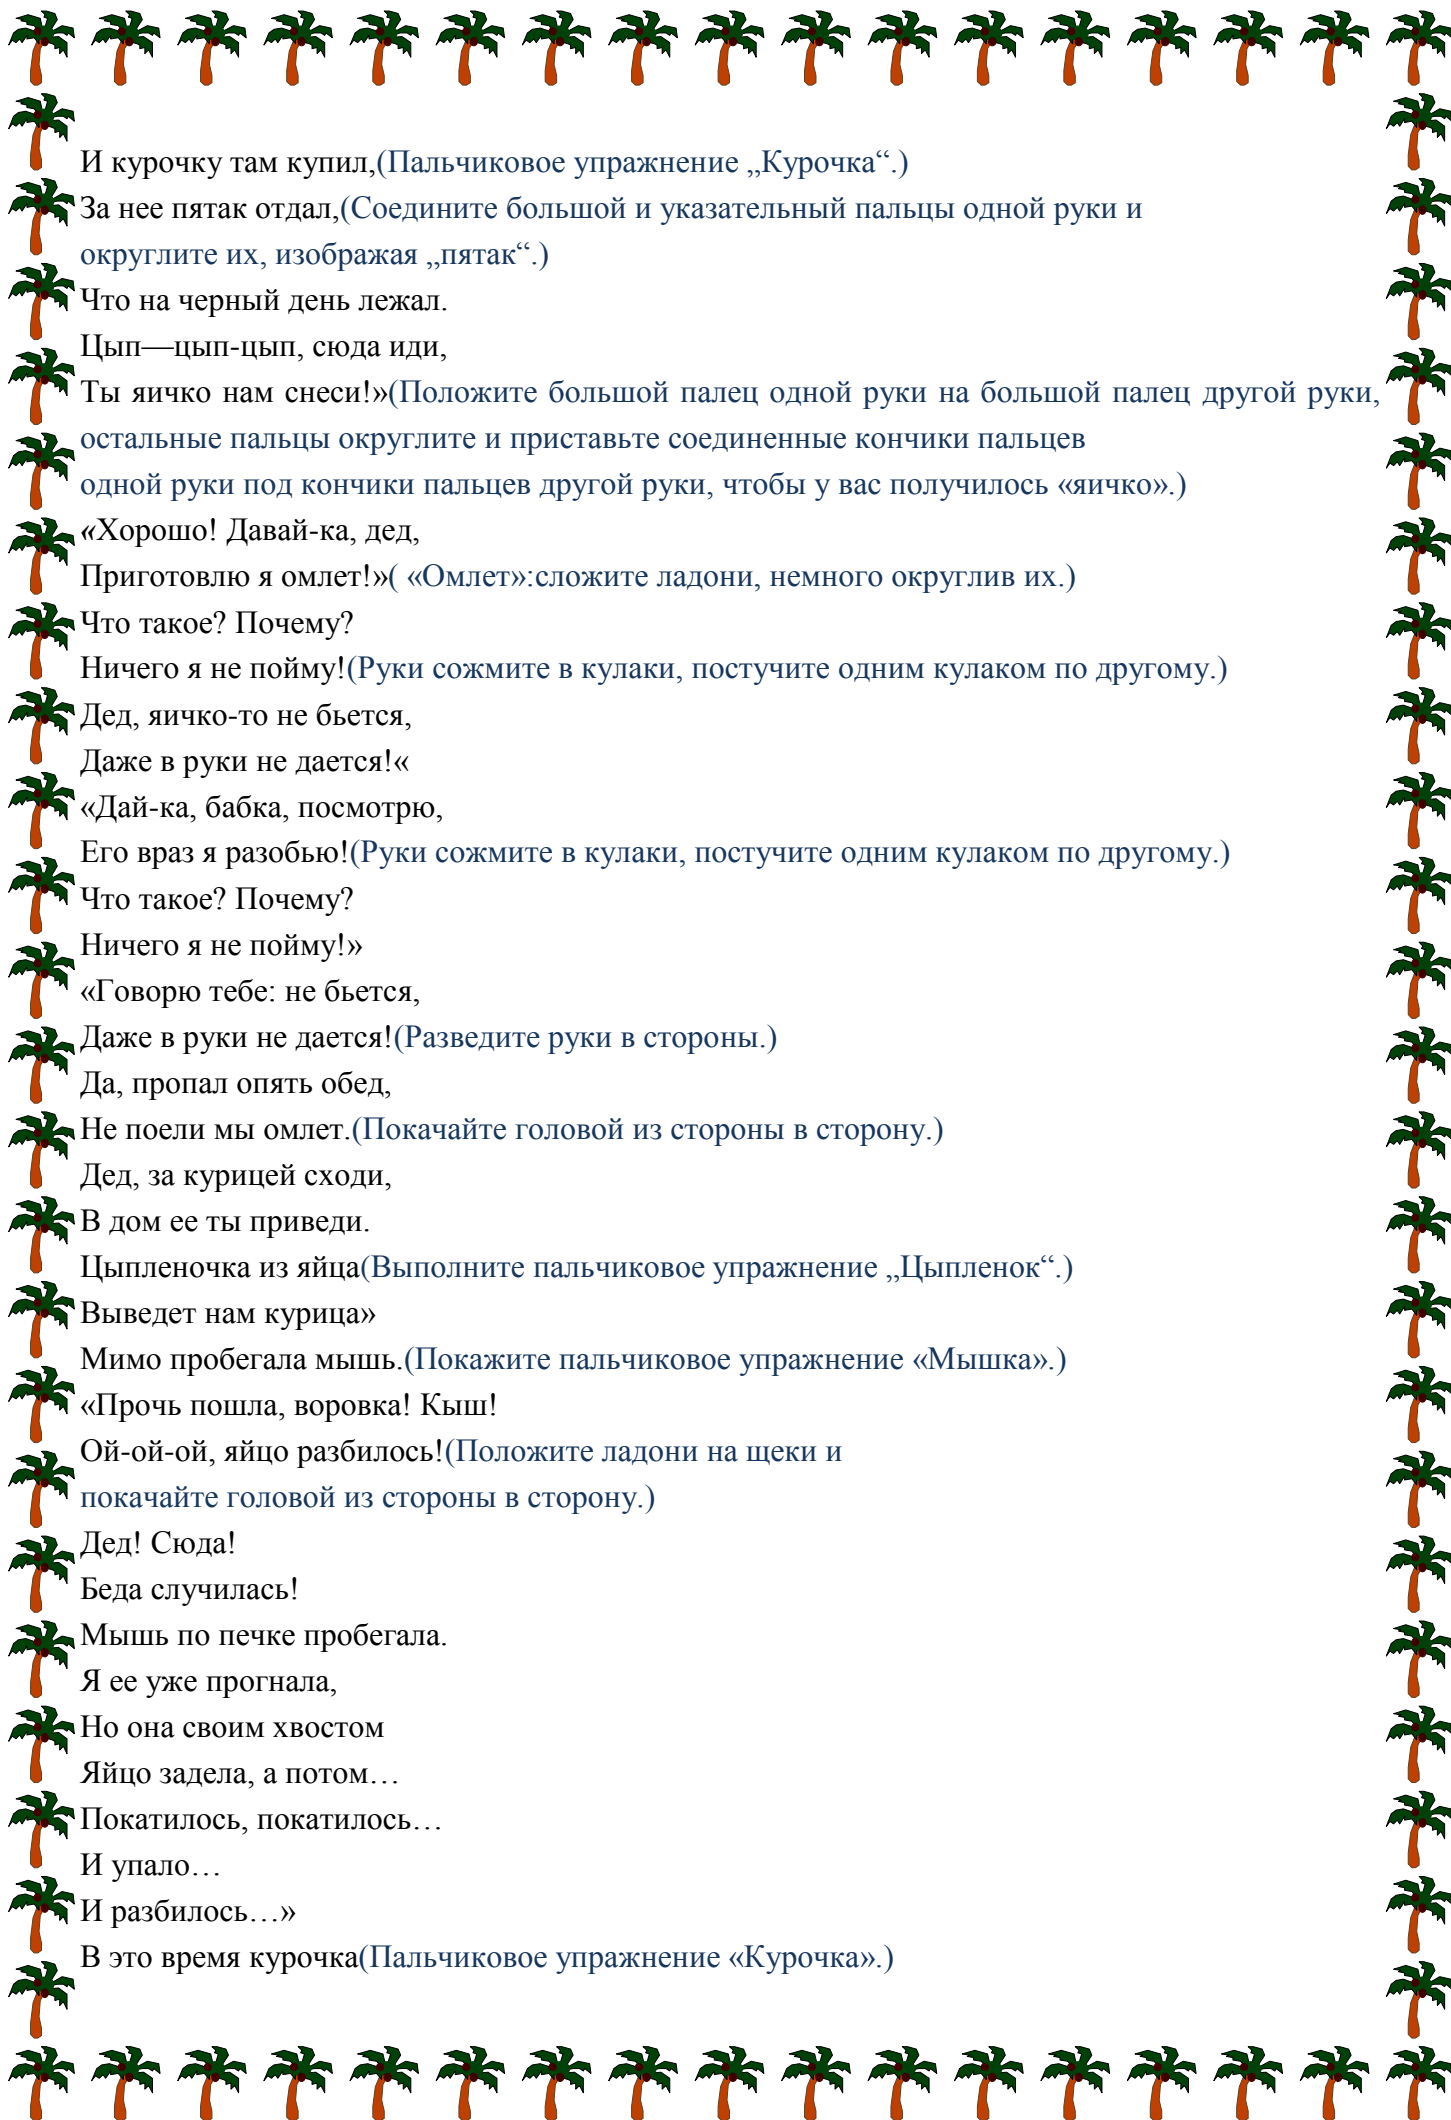 И курочку там купил,(Пальчиковое упражнение „Курочка“.)
За нее пятак отдал,(Соедините большой и указательный пальцы одной руки и
округлите их, изображая „пятак“.)
Что на черный день лежал.
Цып—цып-цып, сюда иди,
Ты яичко нам снеси!»(Положите большой палец одной руки на большой палец другой руки,
остальные пальцы округлите и приставьте соединенные кончики пальцев
одной руки под кончики пальцев другой руки, чтобы у вас получилось «яичко».)
«Хорошо! Давай-ка, дед,
Приготовлю я омлет!»( «Омлет»:сложите ладони, немного округлив их.)
Что такое? Почему?
Ничего я не пойму!(Руки сожмите в кулаки, постучите одним кулаком по другому.)
Дед, яичко-то не бьется,
Даже в руки не дается!«
«Дай-ка, бабка, посмотрю,
Его враз я разобью!(Руки сожмите в кулаки, постучите одним кулаком по другому.)
Что такое? Почему?
Ничего я не пойму!»
«Говорю тебе: не бьется,
Даже в руки не дается!(Разведите руки в стороны.)
Да, пропал опять обед,
Не поели мы омлет.(Покачайте головой из стороны в сторону.)
Дед, за курицей сходи,
В дом ее ты приведи.
Цыпленочка из яйца(Выполните пальчиковое упражнение „Цыпленок“.)
Выведет нам курица»
Мимо пробегала мышь.(Покажите пальчиковое упражнение «Мышка».)
«Прочь пошла, воровка! Кыш!
Ой-ой-ой, яйцо разбилось!(Положите ладони на щеки и
покачайте головой из стороны в сторону.)
Дед! Сюда!
Беда случилась!
Мышь по печке пробегала.
Я ее уже прогнала,
Но она своим хвостом
Яйцо задела, а потом…
Покатилось, покатилось…
И упало…
И разбилось…»
В это время курочка(Пальчиковое упражнение «Курочка».)